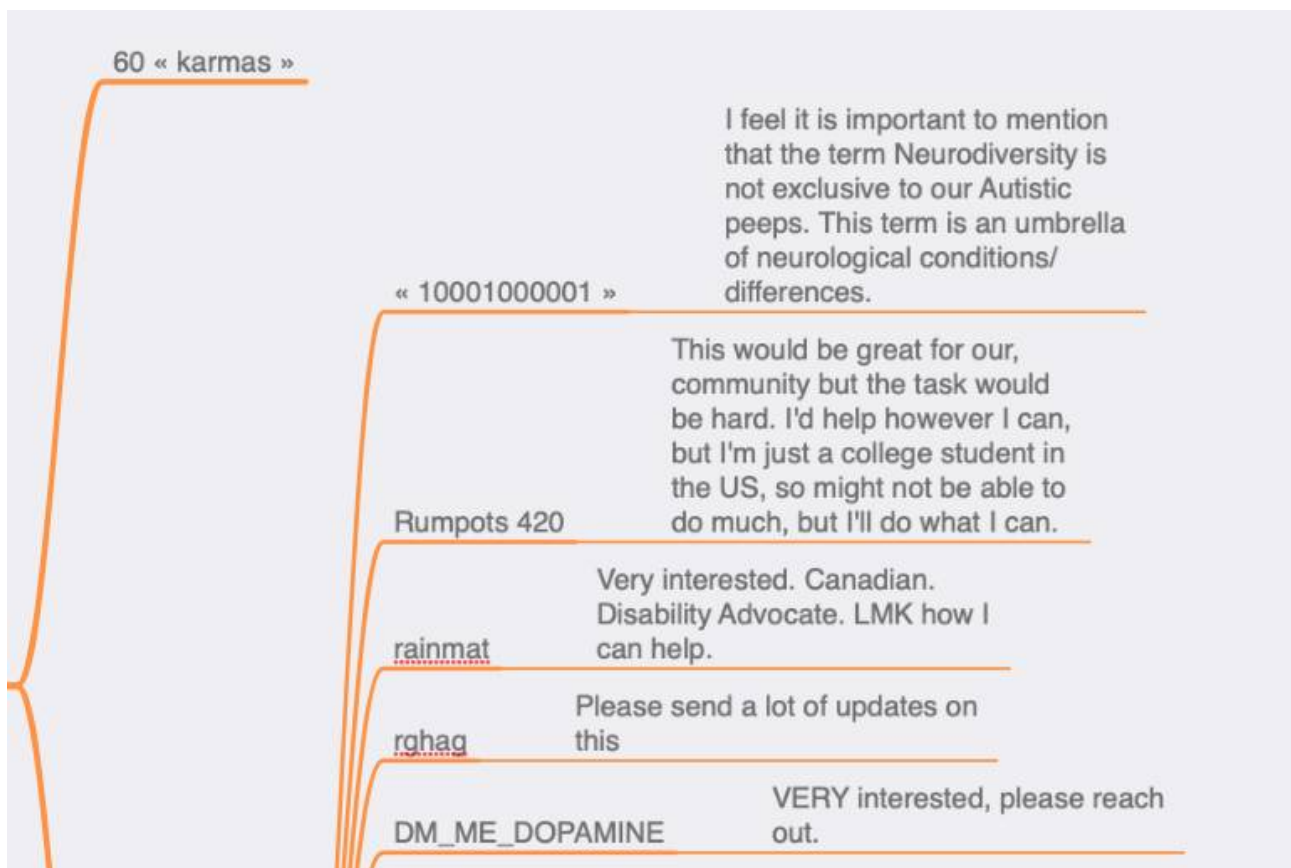 60 « karmas »
I feel it is important to mention
that the term Neurodiversity is
not exclusive to our Autistic
peeps. This term is an umbrella
of neurological conditions/
differences.
« 10001000001 »
This would be great for our,
community but the task would
be hard. I'd help however I can,
but I'm just a college student in
the US, so might not be able to
do much, but I'll do what I can.
Rumpots 420
Very interested. Canadian.
Disability Advocate. LMK how I
can help.
rainmat
Please send a lot of updates on
this
rghag
VERY interested, please reach
out.
DM_ME_DOPAMINE